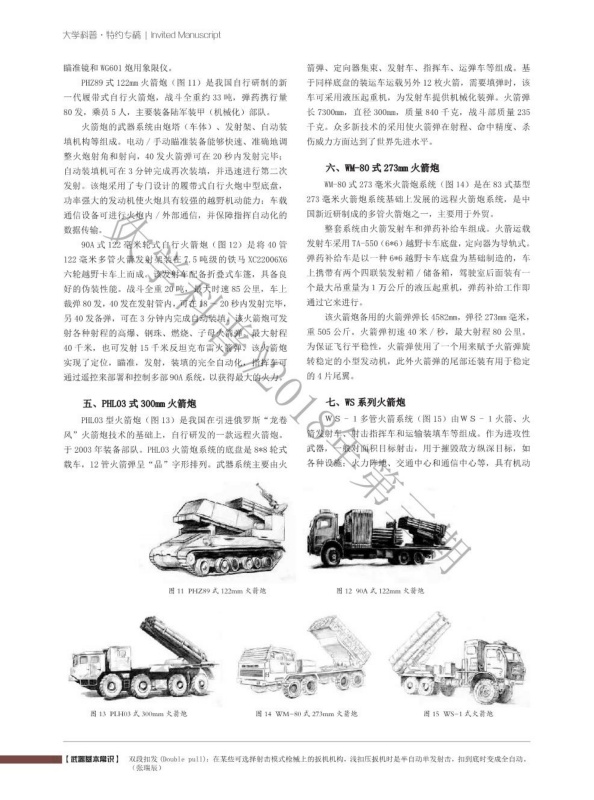 大学科普·特约专稿 | Invited Manuscript
瞄准镜和WG601 炮用象限仪。
PHZ89 式 122mm 火箭炮（图 11）是我国自行研制的新
一代履带式自行火箭炮，战斗全重约 33 吨，弹药携行量
80 发，乘员 5 人，主要装备陆军装甲（机械化）部队。
火箭炮的武器系统由炮塔（车体）、发射架、自动装
填机构等组成。电动／手动瞄准装备能够快速、准确地调
整火炮射角和射向，40 发火箭弹可在 20 秒内发射完毕；
自动装填机可在 3 分钟完成再次装填，并迅速进行第二次
发射。该炮采用了专门设计的履带式自行火炮中型底盘，
功率强大的发动机使火炮具有较强的越野机动能力；车载
通信设备可进行火炮内／外部通信，并保障指挥自动化的
数据传输。
90A 式 122 毫米轮式自行火箭炮（图 12）是将 40 管
122 毫米多管火箭发射架装在 7.5 吨级的铁马 XC22006X6
六轮越野卡车上而成。该发射车配备折叠式车篷，具备良
好的伪装性能。战斗全重 20 吨，最大时速 85 公里，车上
载弹 80 发，40 发在发射管内，可在 18 ～ 20 秒内发射完毕，
另 40 发备弹，可在 3 分钟内完成自动装填。该火箭炮可发
射各种射程的高爆、钢珠、燃烧、子母火箭弹，最大射程
40 千米，也可发射 15 千米反坦克布雷火箭弹。该火箭炮
实现了定位，瞄准，发射，装填的完全自动化，指挥车可
通过遥控来部署和控制多部 90A 系统，以获得最大的火力。
五、PHL03 式 300mm 火箭炮
PHL03 型火箭炮（图 13）是我国在引进俄罗斯“龙卷
风”火箭炮技术的基础上，自行研发的一款远程火箭炮，
于 2003 年装备部队。PHL03 火箭炮系统的底盘是 8*8 轮式
载车，12 管火箭弹呈“品”字形排列。武器系统主要由火
箭弹、定向器集束、发射车、指挥车、运弹车等组成。基
于同样底盘的装运车运载另外 12 枚火箭，需要填弹时，该
车可采用液压起重机，为发射车提供机械化装弹。火箭弹
长 7300mm，直径 300mm，质量 840 千克，战斗部质量 235
千克。众多新技术的采用使火箭弹在射程、命中精度、杀
伤威力方面达到了世界先进水平。
六、WM-80 式 273mm 火箭炮
WM-80 式 273 毫米火箭炮系统（图 14）是在 83 式基型
273 毫米火箭炮系统基础上发展的远程火箭炮系统，是中
国新近研制成的多管火箭炮之一，主要用于外贸。
整套系统由火箭发射车和弹药补给车组成。火箭运载
发射车采用 TA-550（6*6）越野卡车底盘，定向器为导轨式。
弹药补给车是以一种 6*6 越野卡车底盘为基础制造的，车
上携带有两个四联装发射箱／储备箱，驾驶室后面装有一
个最大吊重量为 1 万公斤的液压起重机，弹药补给工作即
通过它来进行。
该火箭炮备用的火箭弹弹长 4582mm，弹径 273mm 毫米，
重 505 公斤。火箭弹初速 40 米／秒，最大射程 80 公里。
为保证飞行平稳性，火箭弹使用了一个用来赋予火箭弹旋
转稳定的小型发动机，此外火箭弹的尾部还装有用于稳定
的 4 片尾翼。
七、WS 系列火箭炮
ＷＳ－１多管火箭系统（图 15）由ＷＳ－１火箭、火
箭发射车、射击指挥车和运输装填车等组成。作为进攻性
武器，一般对面积目标射击，用于摧毁敌方纵深目标，如
各种设施：火力阵地、交通中心和通信中心等，具有机动
图 11 PHZ89 式 122mm 火箭炮
图 12 90A 式 122mm 火箭炮
图 13 PLH03 式 300mm 火箭炮
图 14 WM-80 式 273mm 火箭炮
图 15 WS-1 式火箭炮
【武器基本常识】 双段扣发(Double pull)：在某些可选择射击模式枪械上的扳机机构，浅扣压扳机时是半自动单发射击，扣到底时变成全自动。
（张瑞辰）
《大学科普》2018年第二期